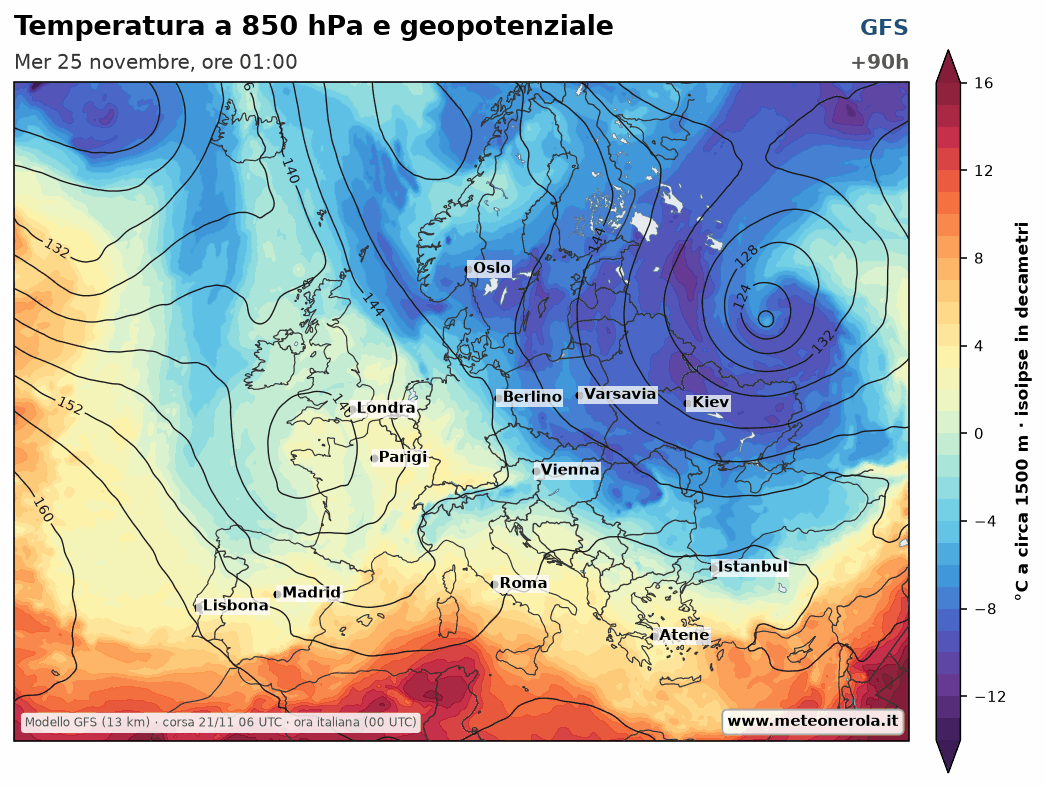 Temperatura a 850 hPa e geopotenziale
GFS
Mer 25 novembre, ore 01:00
+90h
140
132
144
144
128
124
132
152
160
Oslo
Berlino
Varsavia
Kiev
Londra
Parigi
Vienna
Istanbul
Roma
Madrid
Lisbona
Atene
Modello GFS (13 km) · corsa 21/11 06 UTC · ora italiana (00 UTC)
www.meteonerola.it
16
12
8
4
0
−4
−8
−12
°C a circa 1500 m · isoipse in decametri